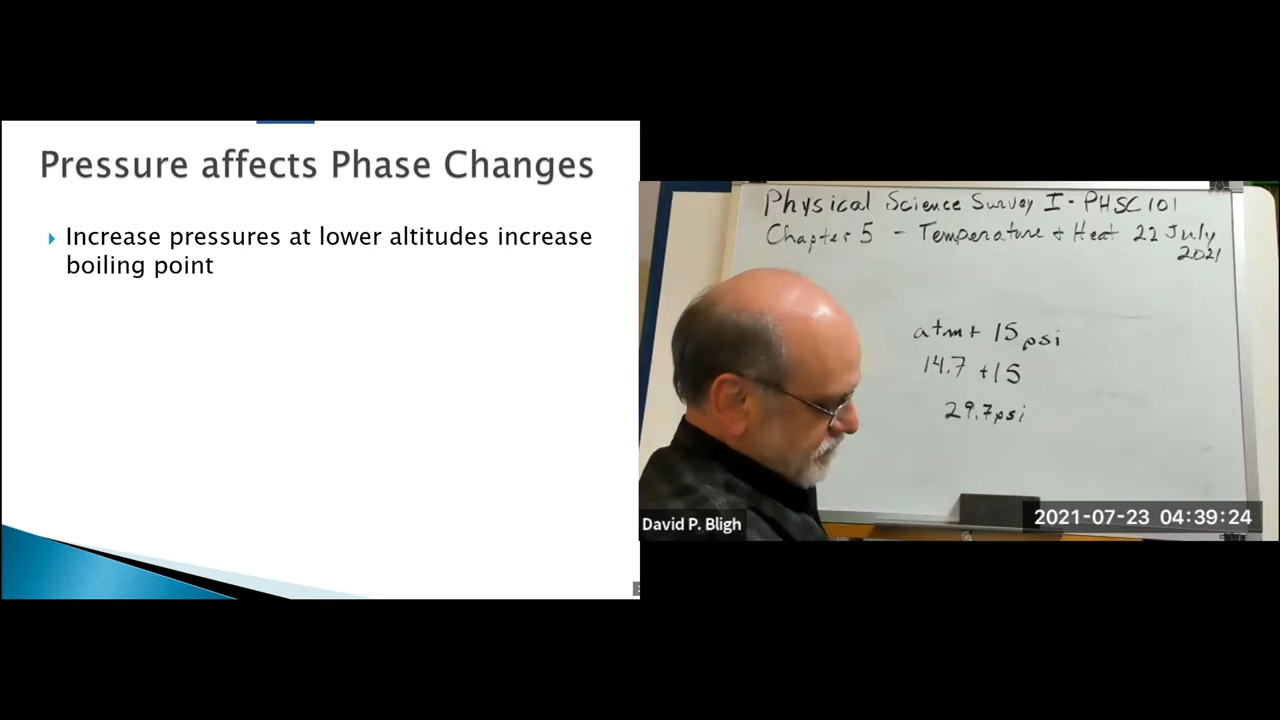 Pressure affects Phase Changes
Increase pressures at lower altitudes increase
boiling point
Physical Science Survey I - PHSC 101
Chapter 5 - Temperature + Heat 22 July
2021
atm + 15 psi
14.7 + 15
29.7 psi
David P. Bligh
2021-07-23 04:39:24